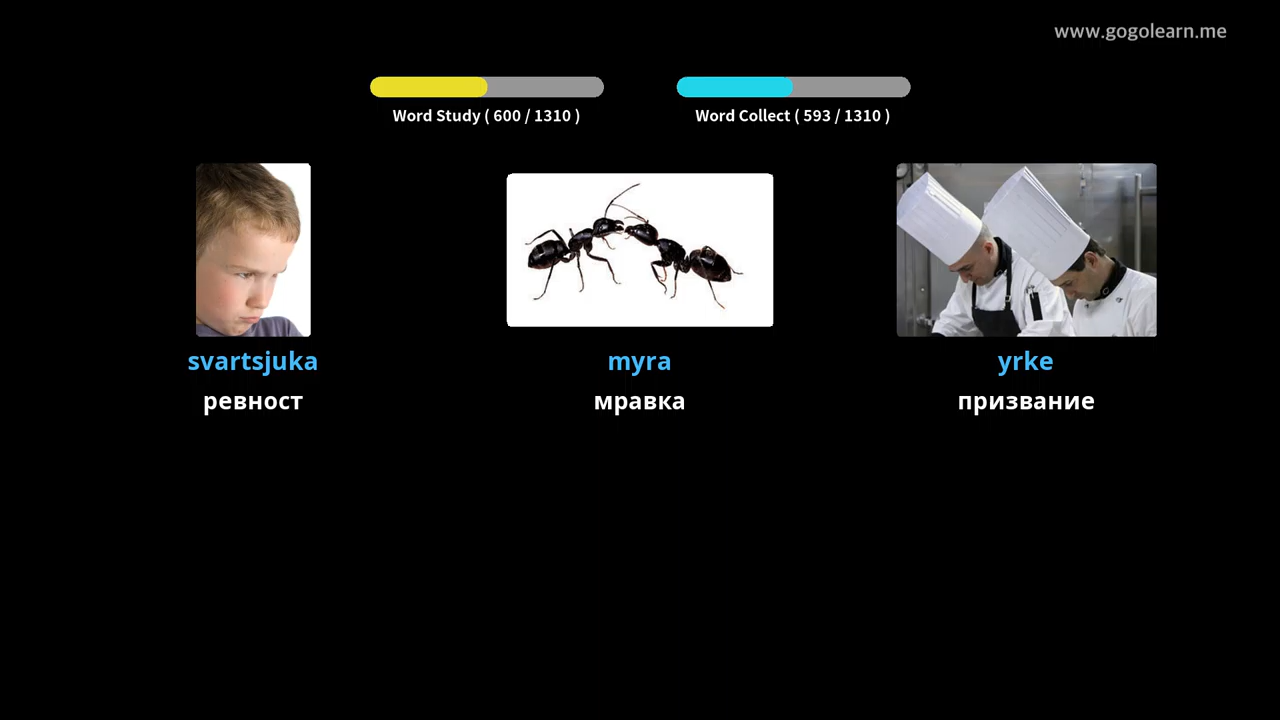 www.gogolearn.me
Word Study ( 600 / 1310 )
Word Collect ( 593 / 1310 )
svartsjuka
myra
yrke
ревност
мравка
призвание